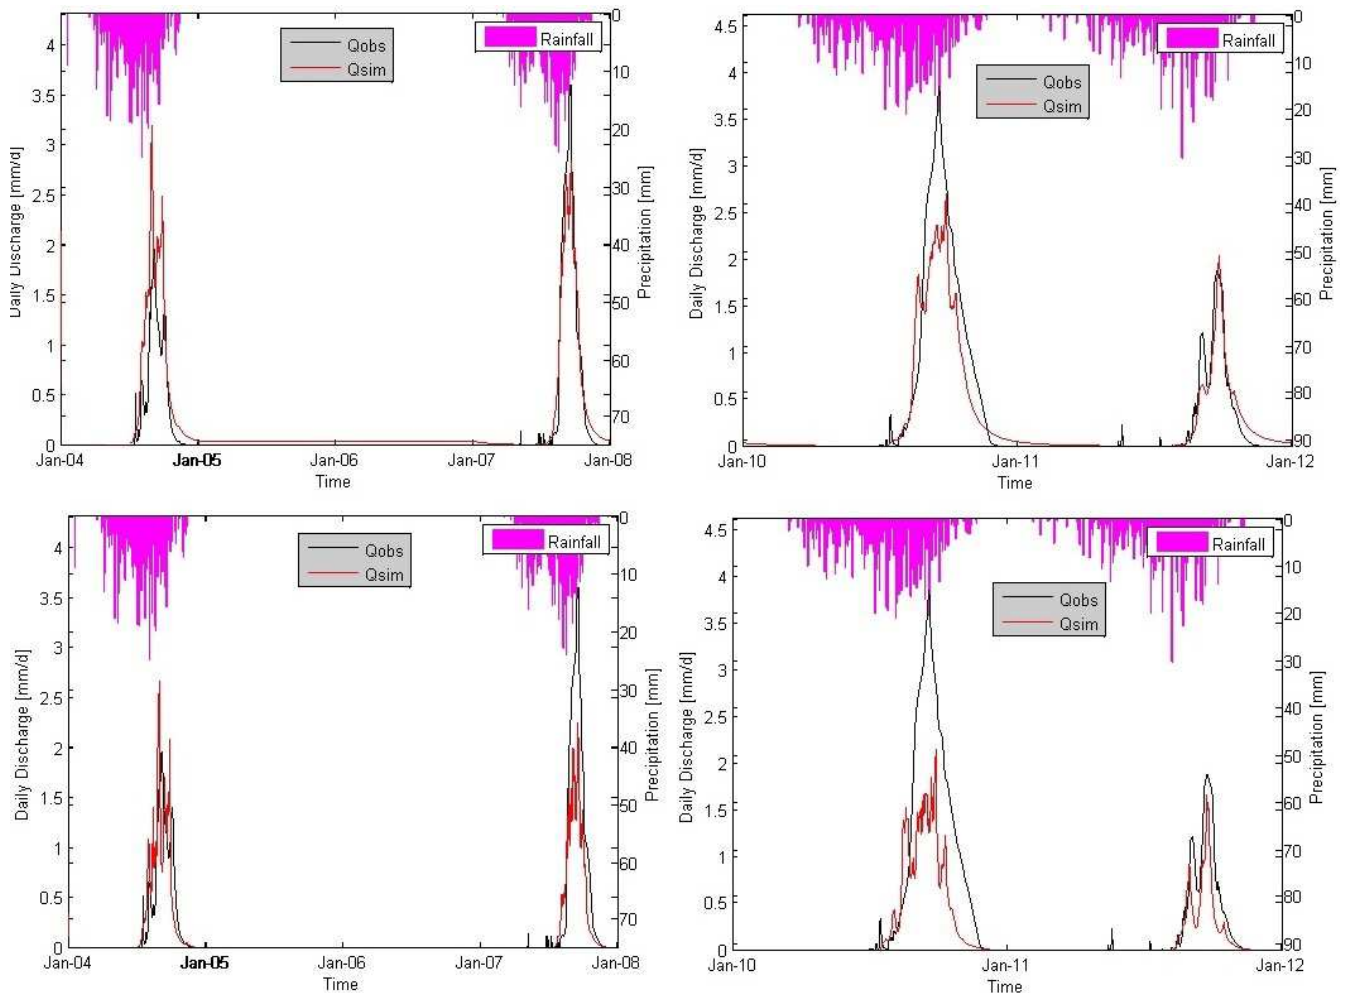 4
3.5
3
2.5
2
1.5
1
0.5
0
Daily Discharge [mm/d]
Qobs
Qsim
Rainfall
0
10
20
30
40
50
60
70
Precipitation [mm]
Jan-04
Jan-05
Jan-06
Jan-07
Jan-08
Time
4.5
4
3.5
3
2.5
2
1.5
1
0.5
0
Daily Discharge [mm/d]
Qobs
Qsim
Rainfall
0
10
20
30
40
50
60
70
80
90
Precipitation [mm]
Jan-10
Jan-11
Jan-12
Time
4
3.5
3
2.5
2
1.5
1
0.5
0
Daily Discharge [mm/d]
Qobs
Qsim
Rainfall
0
10
20
30
40
50
60
70
Precipitation [mm]
Jan-04
Jan-05
Jan-06
Jan-07
Jan-08
Time
4.5
4
3.5
3
2.5
2
1.5
1
0.5
0
Daily Discharge [mm/d]
Qobs
Qsim
Rainfall
0
10
20
30
40
50
60
70
80
90
Precipitation [mm]
Jan-10
Jan-11
Jan-12
Time